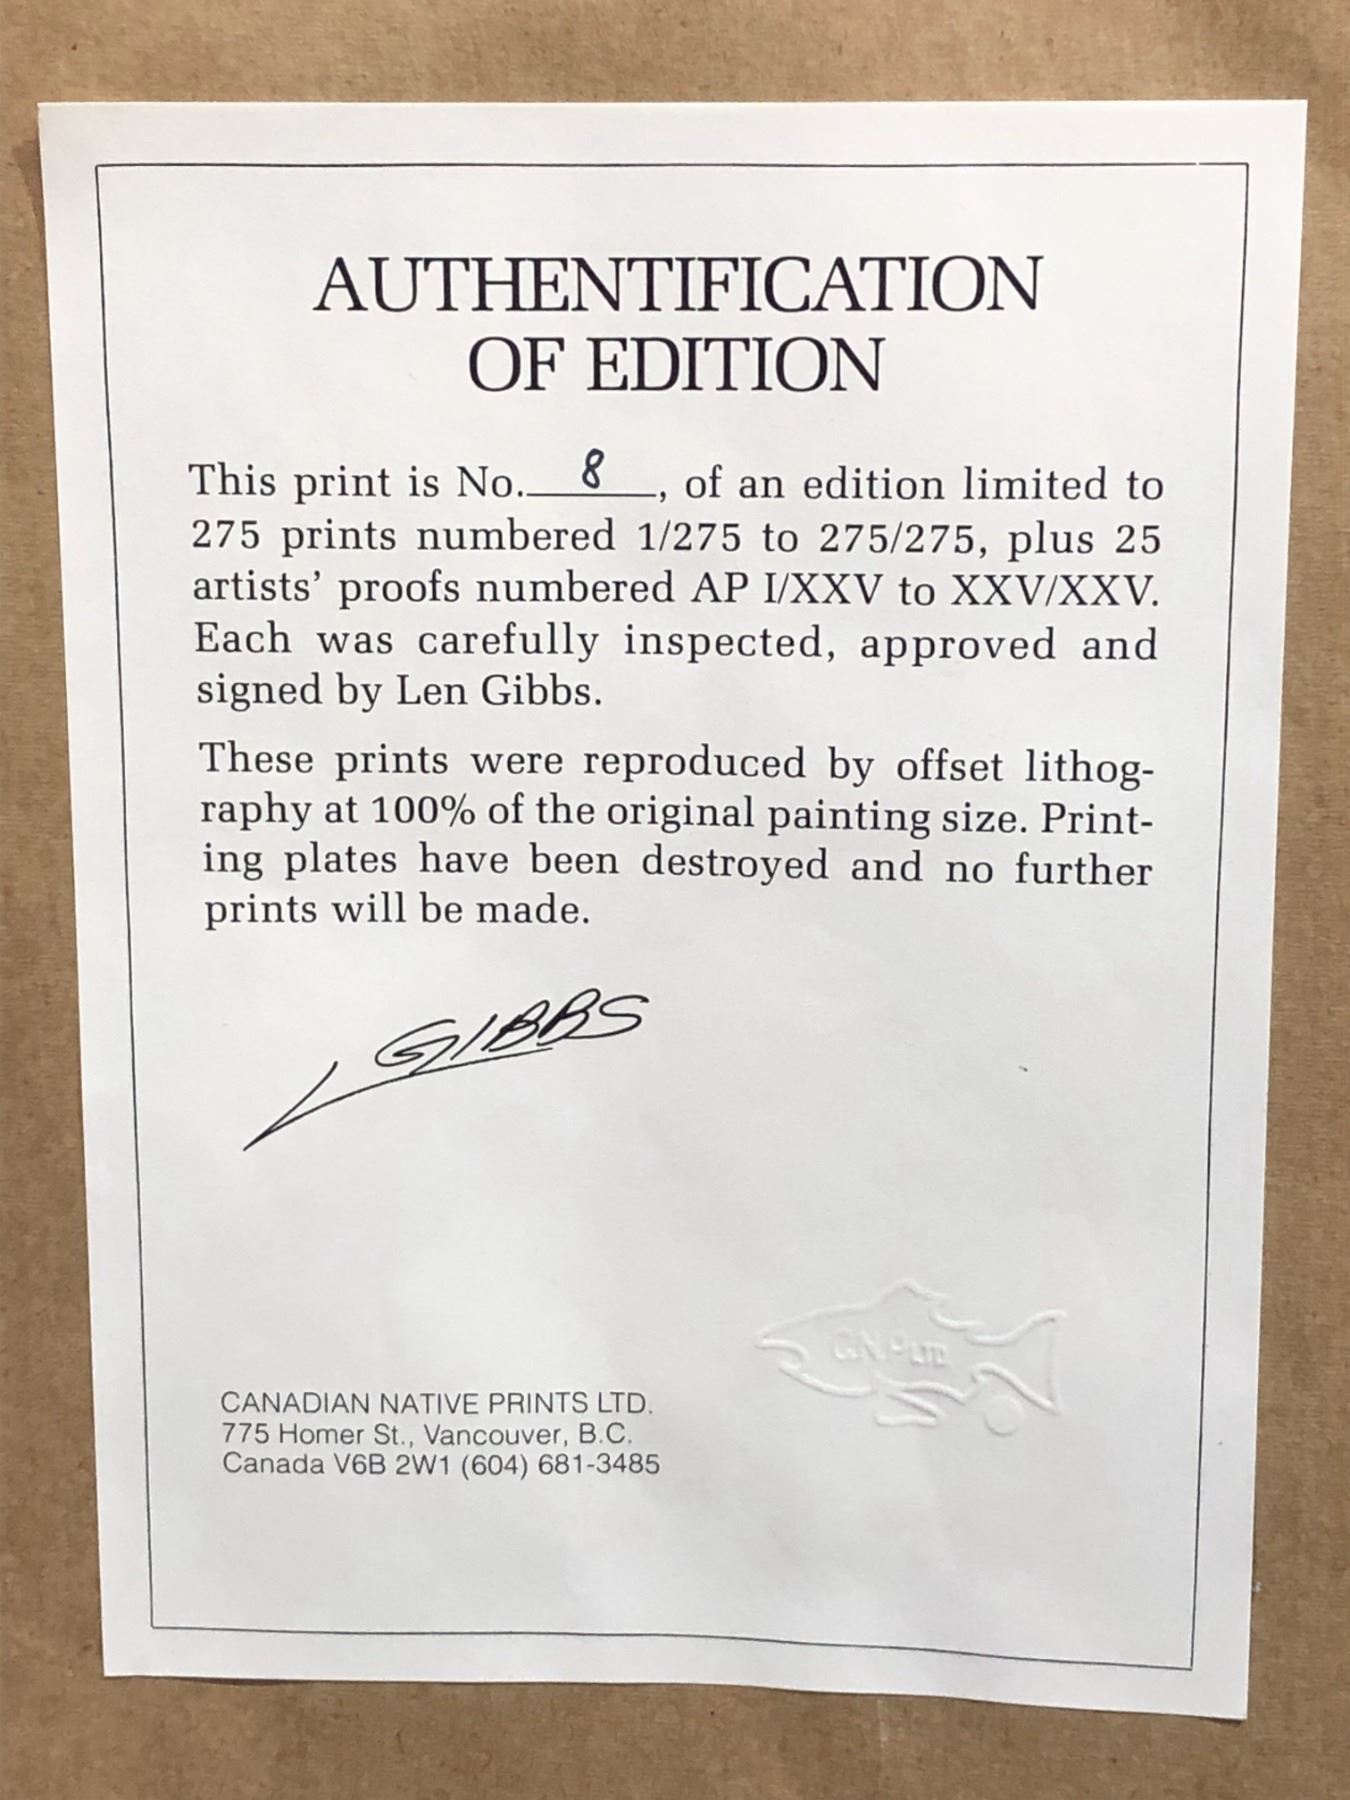 AUTHENTIFICATION
OF EDITION
This print is No. 8, of an edition limited to
275 prints numbered 1/275 to 275/275, plus 25
artists’ proofs numbered AP I/XXV to XXV/XXV.
Each was carefully inspected, approved and
signed by Len Gibbs.
These prints were reproduced by offset lithog-
raphy at 100% of the original painting size. Print-
ing plates have been destroyed and no further
prints will be made.
L GIBBS
C.N.P LTD.
CANADIAN NATIVE PRINTS LTD.
775 Homer St., Vancouver, B.C.
Canada V6B 2W1 (604) 681-3485